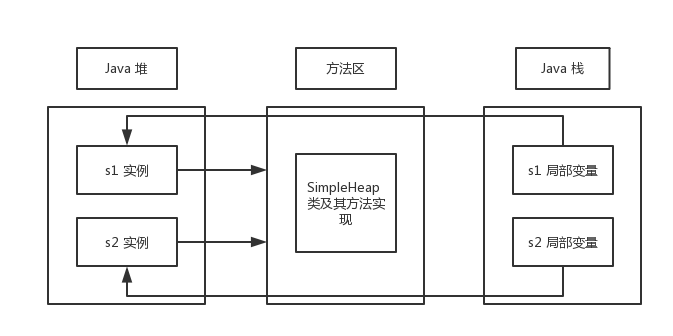 Java 堆
方法区
Java 栈
s1 实例
SimpleHeap
类及其方法实
现
s1 局部变量
s2 实例
s2 局部变量